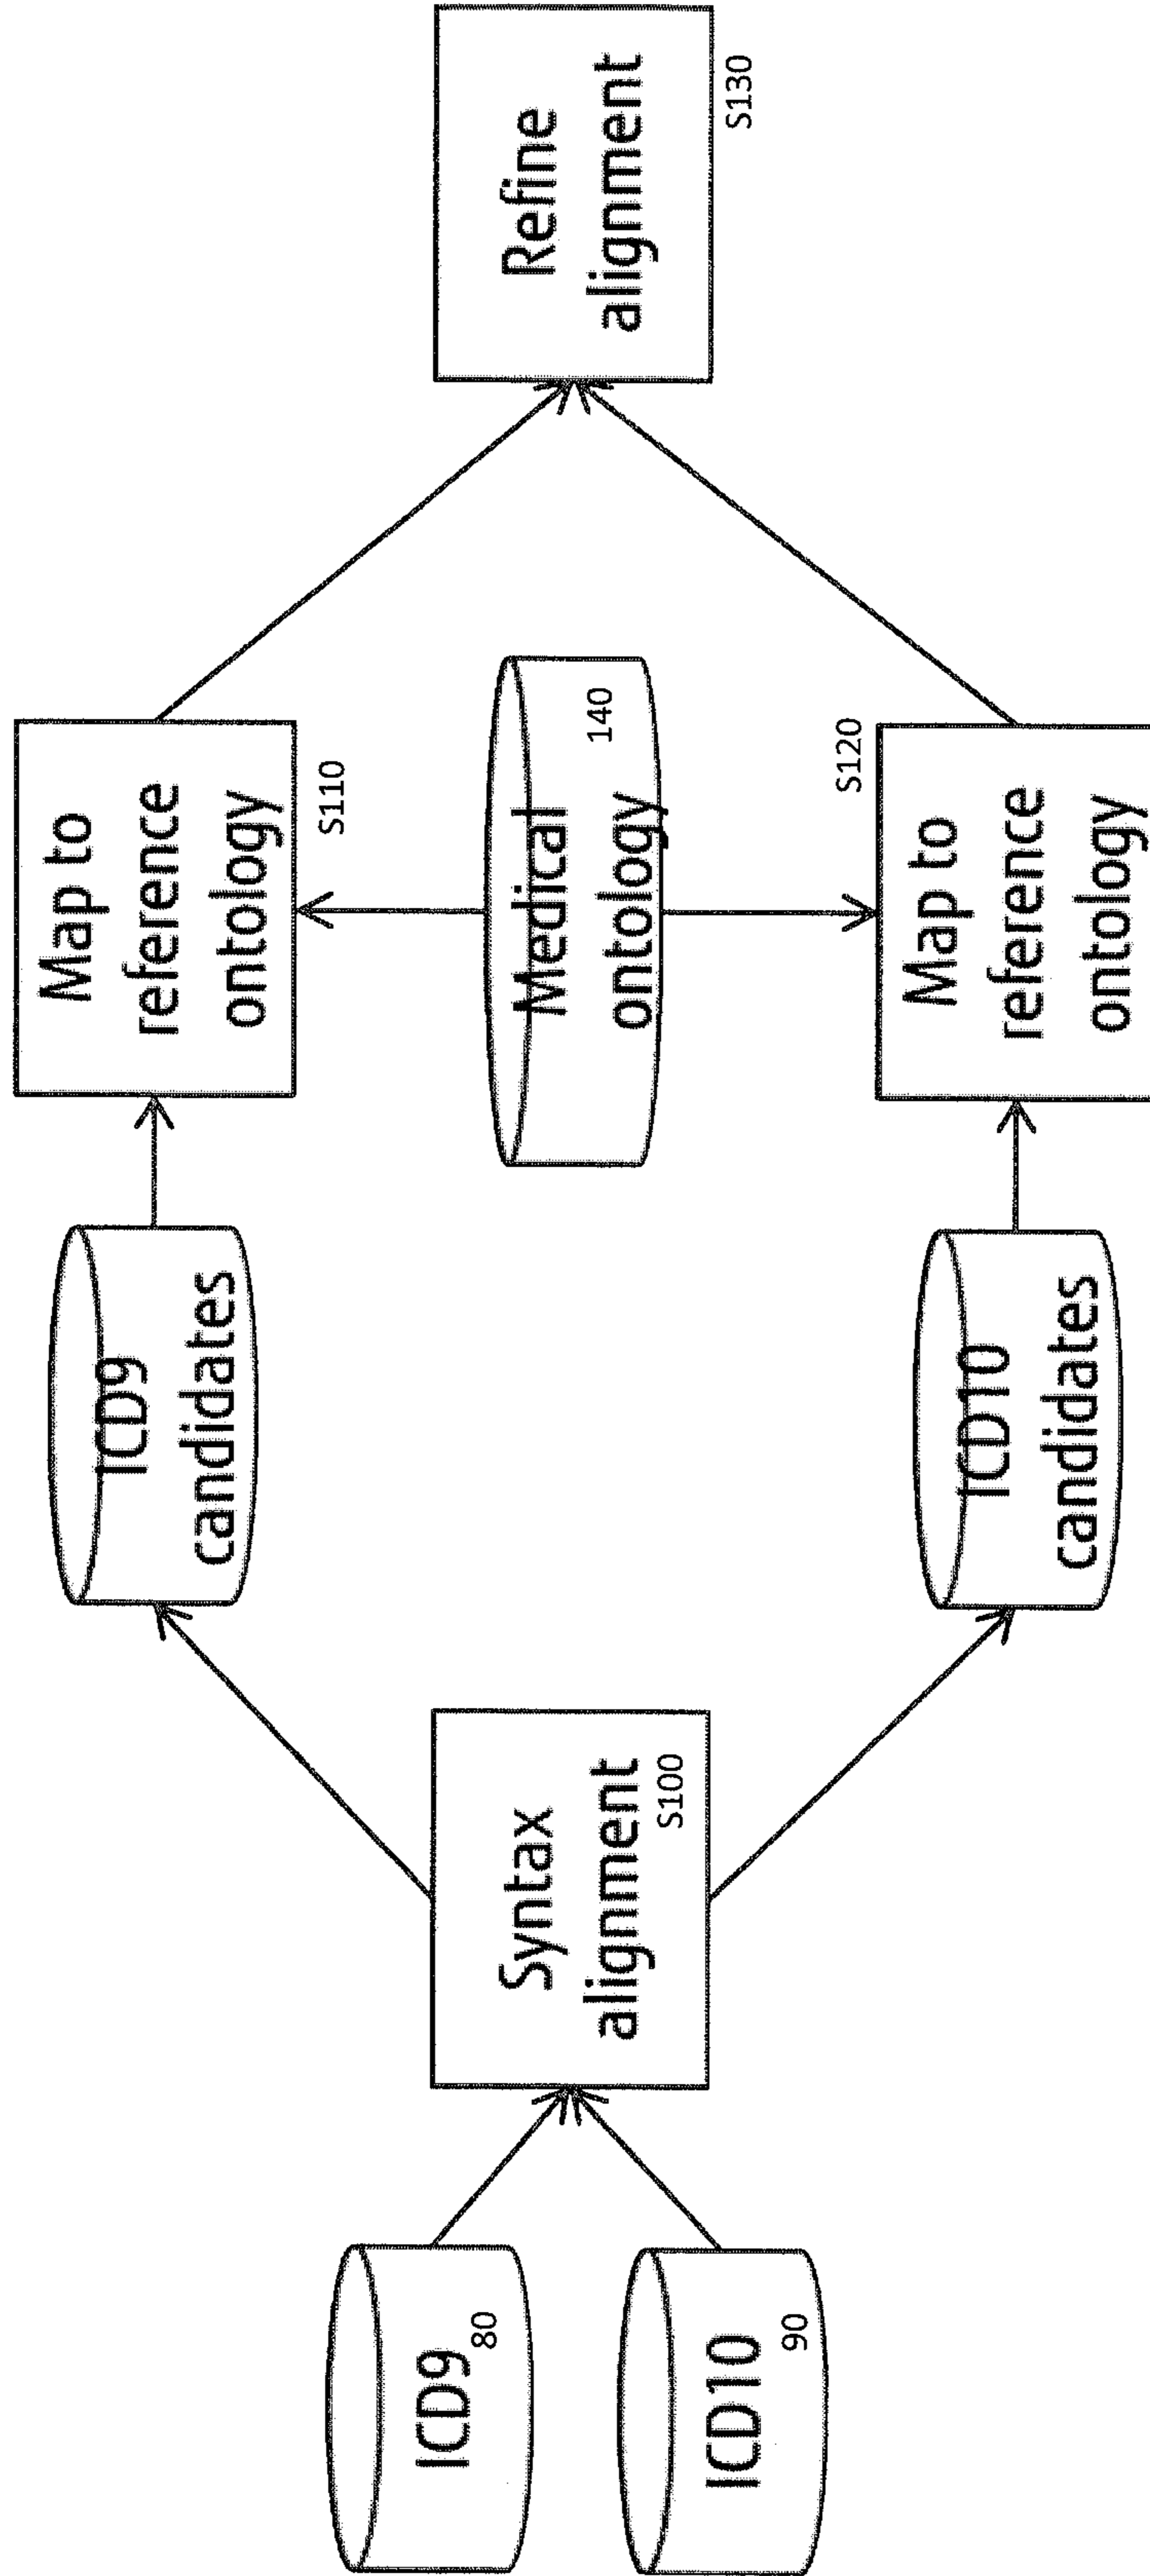 ICD9
80
ICD10
90
Syntax
alignment
S100
ICD9
candidates
ICD10
candidates
Map to
reference
ontology
S110
Medical
ontology
140
S120
Map to
reference
ontology
Refine
alignment
S130